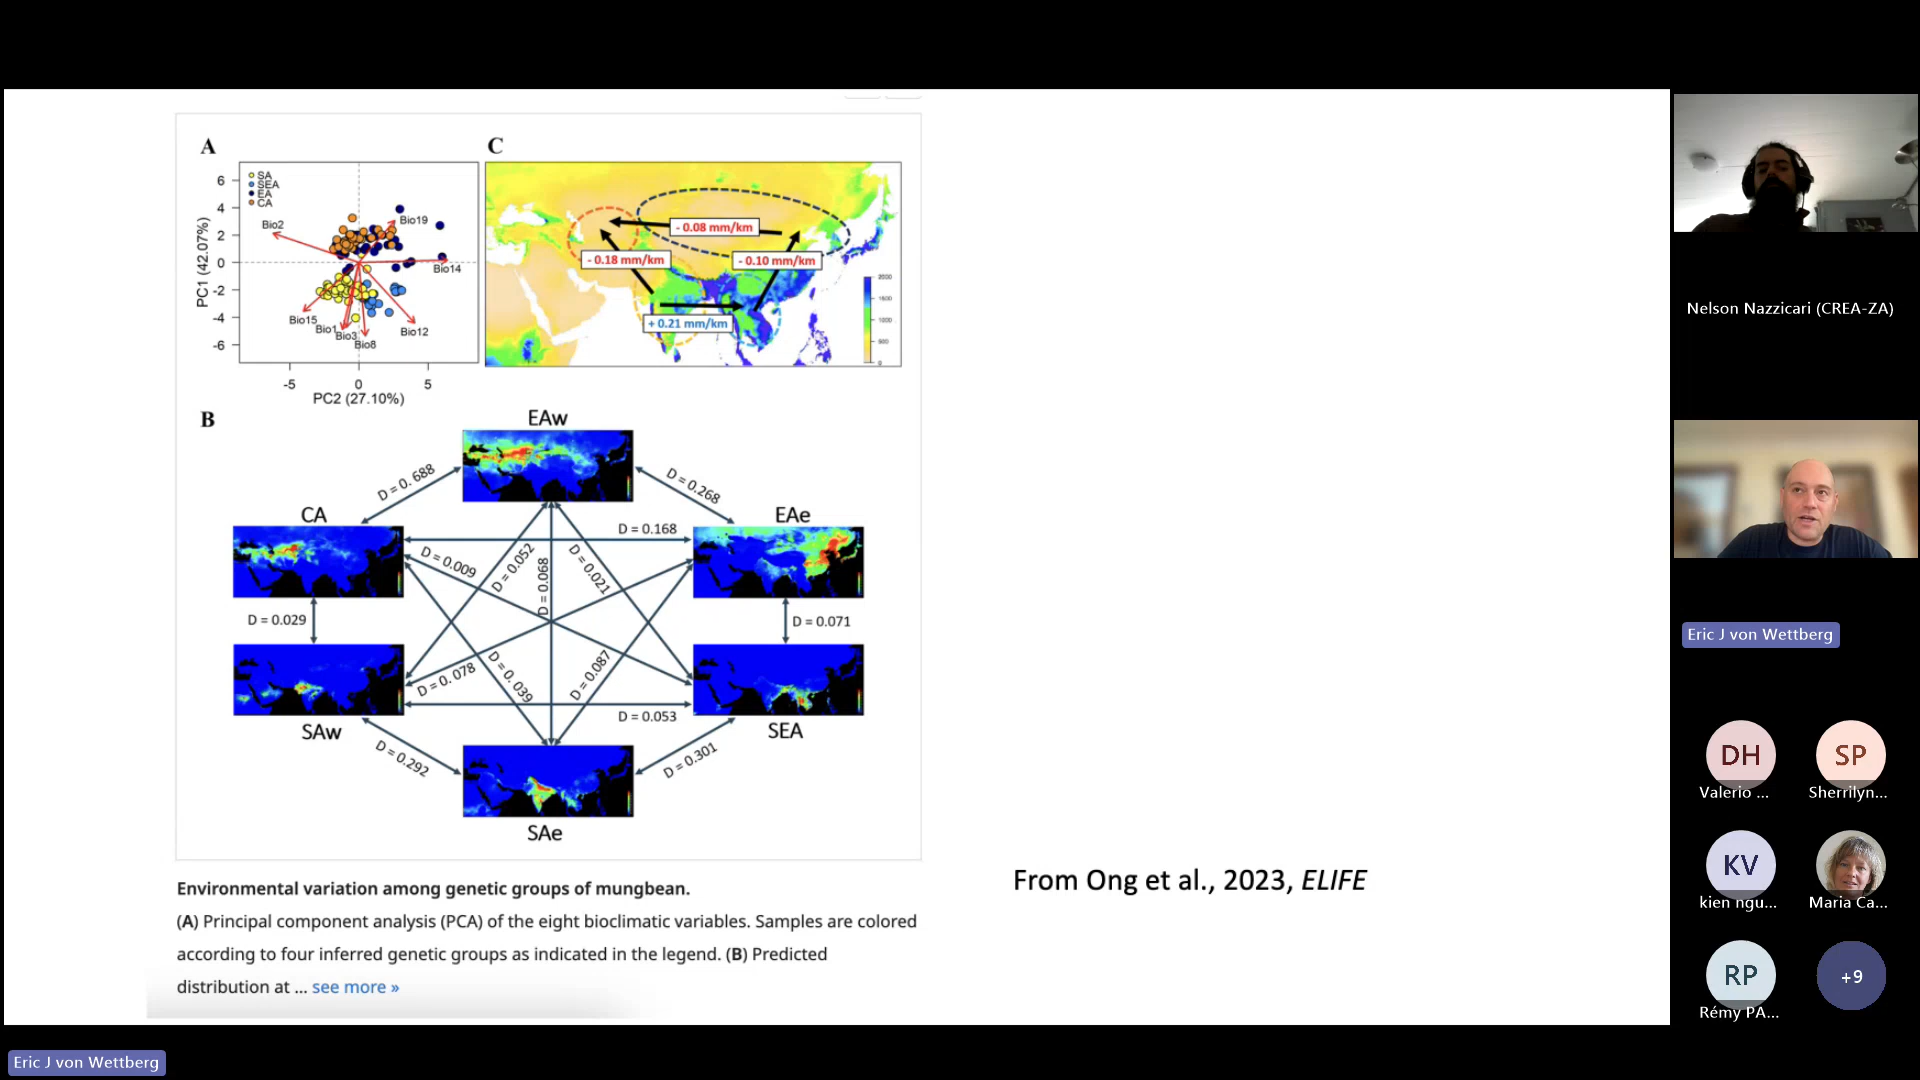 A
C
6
4
2
0
-2
-4
-6
SA
SEA
EA
CA
Bio2
Bio19
Bio14
Bio15
Bio1
Bio3
Bio8
Bio12
PC1 (42.07%)
-5
0
5
PC2 (27.10%)
- 0.08 mm/km
- 0.18 mm/km
- 0.10 mm/km
+ 0.21 mm/km
2000
1500
1000
500
0
B
EAw
D = 0. 688
D = 0.268
CA
EAe
D = 0.168
D = 0.009
D = 0.052
D = 0.068
D = 0.021
D = 0.029
D = 0.071
D = 0. 078
D = 0. 039
D = 0.087
D = 0.053
SAw
SEA
D = 0.292
D = 0.301
SAe
Environmental variation among genetic groups of mungbean.
(A) Principal component analysis (PCA) of the eight bioclimatic variables. Samples are colored
according to four inferred genetic groups as indicated in the legend. (B) Predicted
distribution at ... see more »
From Ong et al., 2023, ELIFE
Nelson Nazzicari (CREA-ZA)
Eric J von Wettberg
DH
SP
Valerio ...
Sherrilyn...
KV
kien ngu...
Maria Ca...
RP
+9
Rémy PA...
Eric J von Wettberg